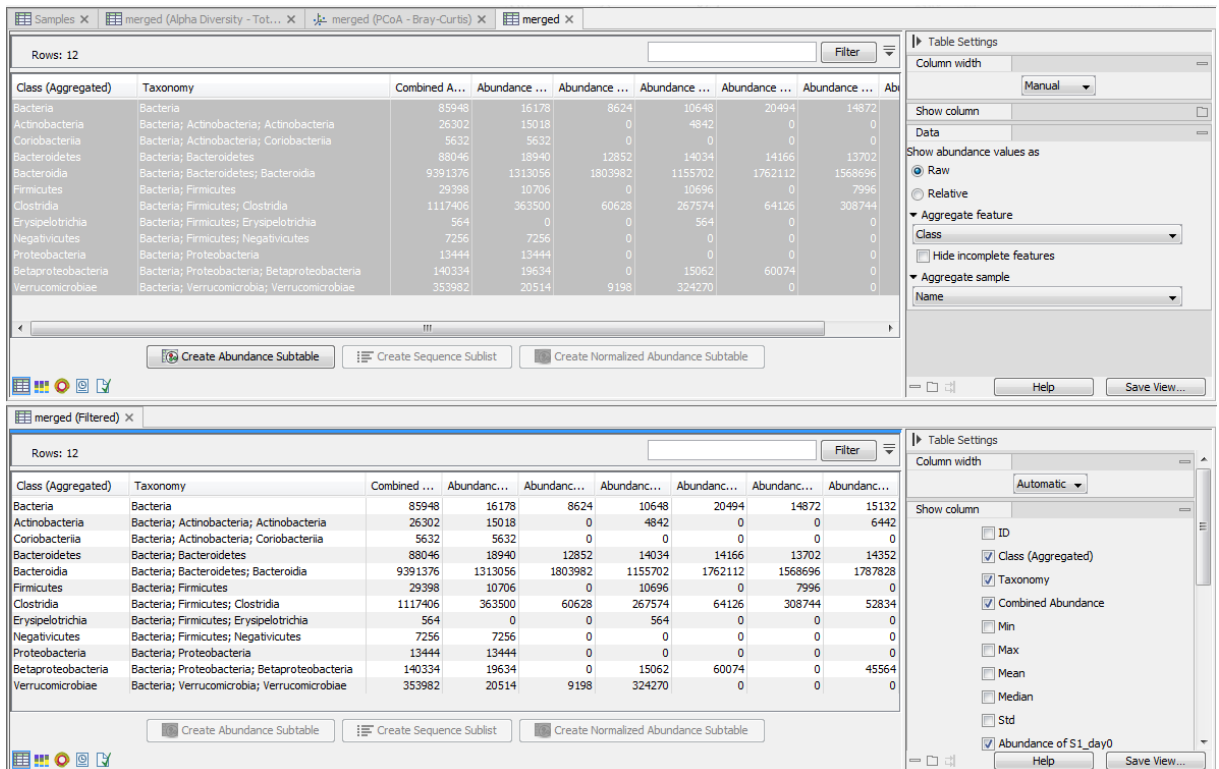 Samples merged (Alpha Diversity - Tot... merged (PCoA - Bray-Curtis) merged
Rows: 12 Filter
Class (Aggregated) Taxonomy Combined A... Abundance ... Abundance ... Abundance ... Abundance ... Abundance ... Abu
Bacteria Bacteria 85948 16178 8624 10648 20494 14872
Actinobacteria Bacteria; Actinobacteria; Actinobacteria 26302 15018 0 4842 0 0
Coriobacteriia Bacteria; Actinobacteria; Coriobacteriia 5632 5632 0 0 0 0
Bacteroidetes Bacteria; Bacteroidetes 88046 18940 12852 14034 14166 13702
Bacteroidia Bacteria; Bacteroidetes; Bacteroidia 9391376 1313056 1803982 1155702 1762112 1568696
Firmicutes Bacteria; Firmicutes 29398 10706 0 10696 0 7996
Clostridia Bacteria; Firmicutes; Clostridia 1117406 363500 60628 267574 64126 308744
Erysipelotrichia Bacteria; Firmicutes; Erysipelotrichia 564 0 0 564 0 0
Negativicutes Bacteria; Firmicutes; Negativicutes 7256 7256 0 0 0 0
Proteobacteria Bacteria; Proteobacteria 13444 13444 0 0 0 0
Betaproteobacteria Bacteria; Proteobacteria; Betaproteobacteria 140334 19634 0 15062 60074 0
Verrucomicrobiae Bacteria; Verrucomicrobia; Verrucomicrobiae 353982 20514 9198 324270 0 0
Create Abundance Subtable Create Sequence Sublist Create Normalized Abundance Subtable
Table Settings
Column width
Manual
Show column
Data
Show abundance values as
Raw
Relative
Aggregate feature
Class
Hide incomplete features
Aggregate sample
Name
Help Save View...
merged (Filtered)
Rows: 12 Filter
Class (Aggregated) Taxonomy Combined ... Abundanc... Abundanc... Abundanc... Abundanc... Abundanc... Abundanc...
Bacteria Bacteria 85948 16178 8624 10648 20494 14872 15132
Actinobacteria Bacteria; Actinobacteria; Actinobacteria 26302 15018 0 4842 0 0 6442
Coriobacteriia Bacteria; Actinobacteria; Coriobacteriia 5632 5632 0 0 0 0 0
Bacteroidetes Bacteria; Bacteroidetes 88046 18940 12852 14034 14166 13702 14352
Bacteroidia Bacteria; Bacteroidetes; Bacteroidia 9391376 1313056 1803982 1155702 1762112 1568696 1787828
Firmicutes Bacteria; Firmicutes 29398 10706 0 10696 0 7996 0
Clostridia Bacteria; Firmicutes; Clostridia 1117406 363500 60628 267574 64126 308744 52834
Erysipelotrichia Bacteria; Firmicutes; Erysipelotrichia 564 0 0 564 0 0 0
Negativicutes Bacteria; Firmicutes; Negativicutes 7256 7256 0 0 0 0 0
Proteobacteria Bacteria; Proteobacteria 13444 13444 0 0 0 0 0
Betaproteobacteria Bacteria; Proteobacteria; Betaproteobacteria 140334 19634 0 15062 60074 0 45564
Verrucomicrobiae Bacteria; Verrucomicrobia; Verrucomicrobiae 353982 20514 9198 324270 0 0 0
Create Abundance Subtable Create Sequence Sublist Create Normalized Abundance Subtable
Table Settings
Column width
Automatic
Show column
ID
Class (Aggregated)
Taxonomy
Combined Abundance
Min
Max
Mean
Median
Std
Abundance of S1_day0
Help Save View...